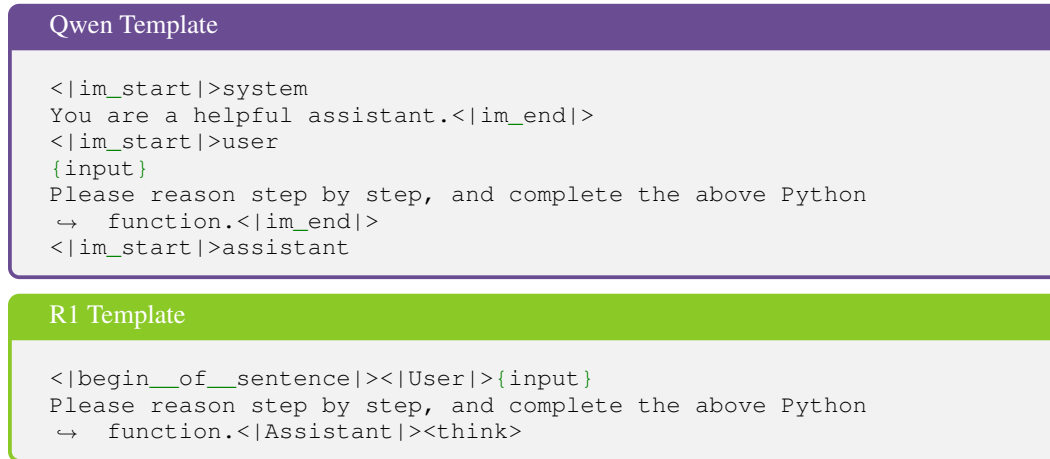 Qwen Template
<|im_start|>system
You are a helpful assistant.<|im_end|>
<|im_start|>user
{input}
Please reason step by step, and complete the above Python
↪ function.<|im_end|>
<|im_start|>assistant
R1 Template
<|begin__of__sentence|><|User|>{input}
Please reason step by step, and complete the above Python
↪ function.<|Assistant|><think>